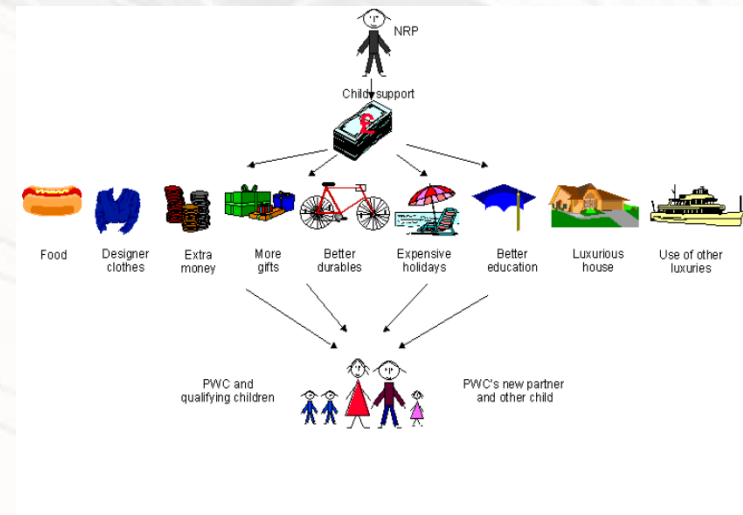 NRP
Child support
£
Food
Designer
clothes
Extra
money
More
gifts
Better
durables
Expensive
holidays
Better
education
Luxurious
house
Use of other
luxuries
PWC and
qualifying children
PWC's new partner
and other child